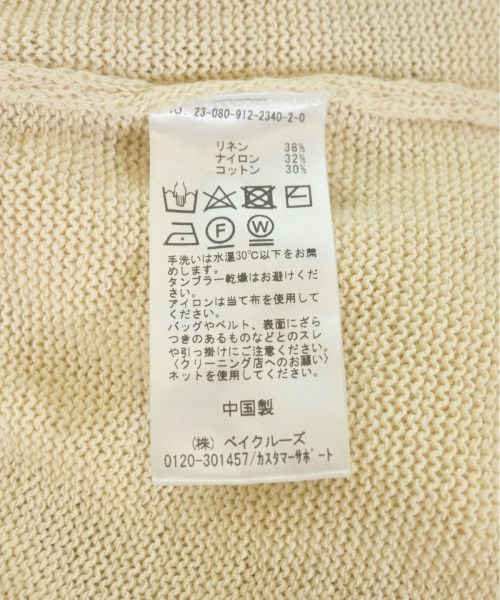 NO. 23-080-912-2340-2-0
リネン 38%
ナイロン 32%
コットン 30%
F W
手洗いは水温30℃以下をお薦
めします。
タンブラー乾燥はお避けくだ
さい。
アイロンは当て布を使用して
ください。
バッグやベルト、表面にざら
つきのあるものなどとのスレ
や引っ掛けにご注意ください。
〈クリーニング店へのお願い〉
ネットを使用してください。
中国製
(株) ベイクルーズ
0120-301457/カスタマーサポート